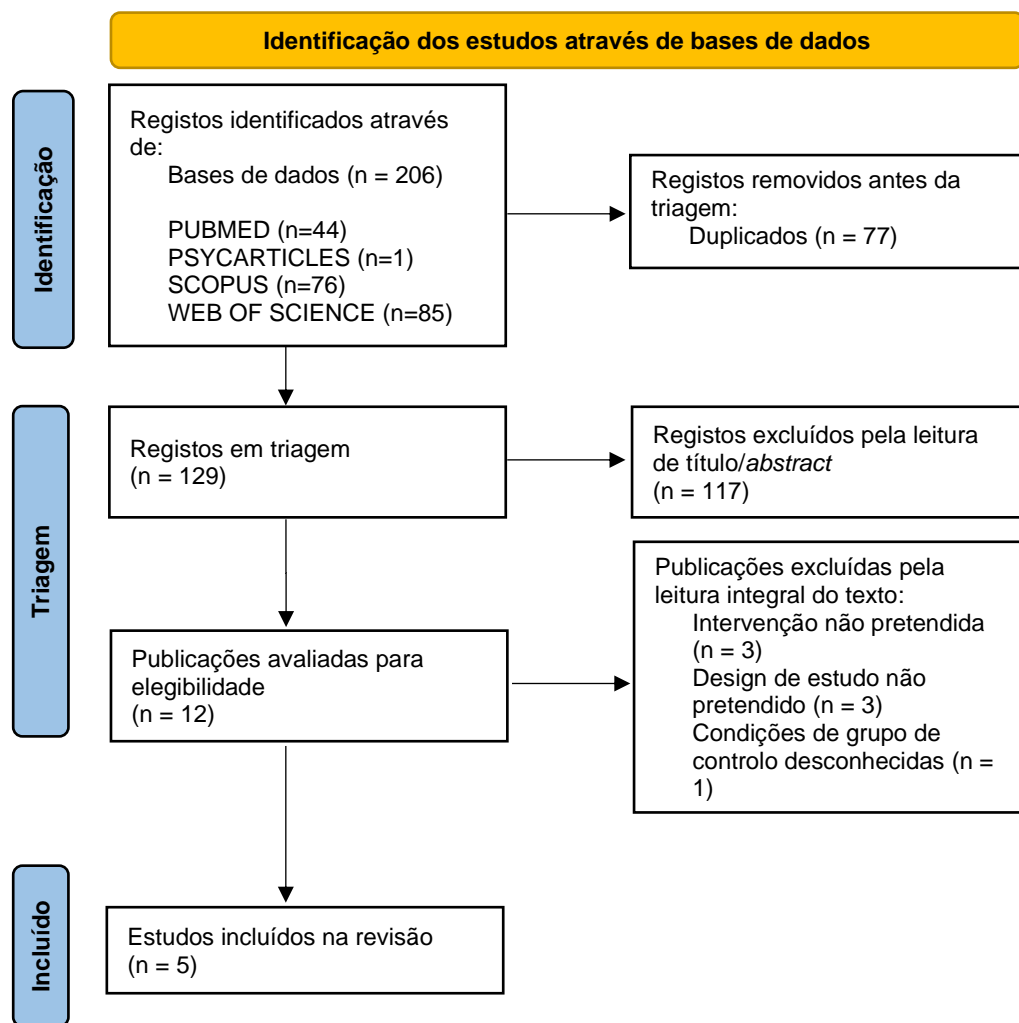 Identificação dos estudos através de bases de dados
Identificação
Registos identificados através
de:
Bases de dados (n = 206)
PUBMED (n=44)
PSYCARTICLES (n=1)
SCOPUS (n=76)
WEB OF SCIENCE (n=85)
Registos removidos antes da
triagem:
Duplicados (n = 77)
Triagem
Registos em triagem
(n = 129)
Registos excluídos pela leitura
de título/abstract
(n = 117)
Publicações avaliadas para
elegibilidade
(n = 12)
Publicações excluídas pela
leitura integral do texto:
Intervenção não pretendida
(n = 3)
Design de estudo não
pretendido (n = 3)
Condições de grupo de
controlo desconhecidas (n =
1)
Incluído
Estudos incluídos na revisão
(n = 5)